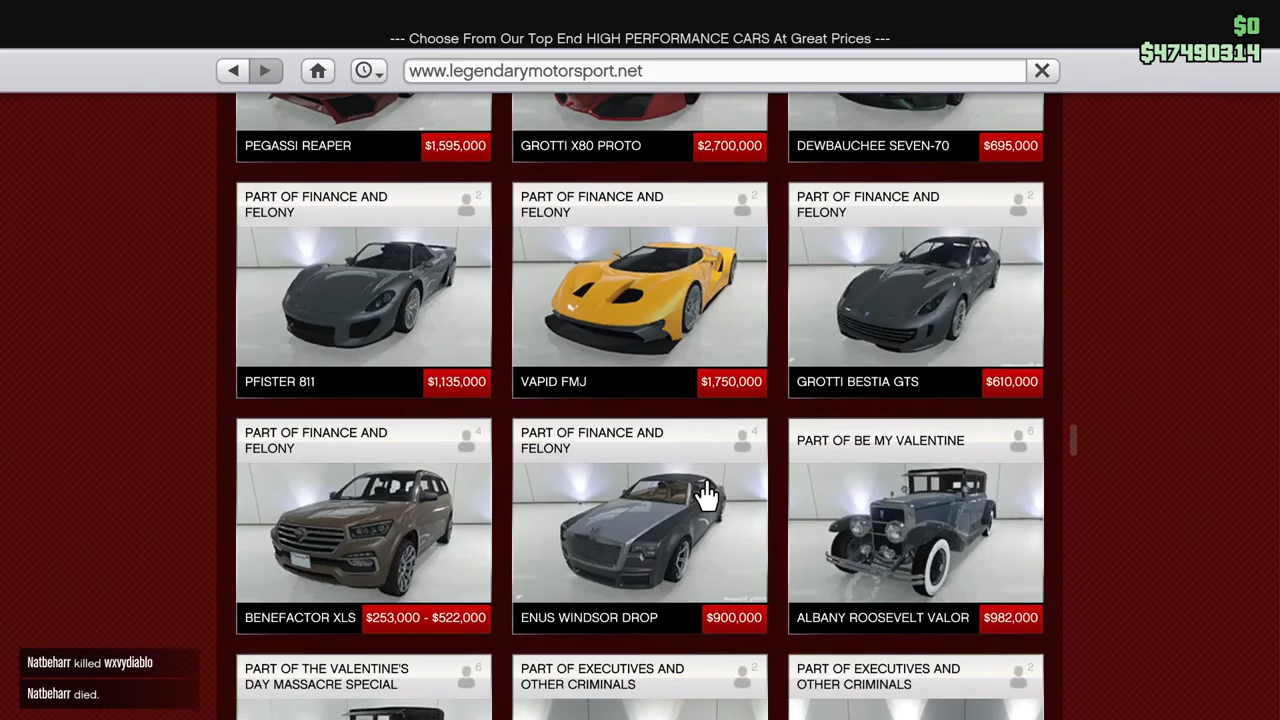 --- Choose From Our Top End HIGH PERFORMANCE CARS At Great Prices ---
$0
$47490314
www.legendarymotorsport.net
PEGASSI REAPER $1,595,000
GROTTI X80 PROTO $2,700,000
DEWBAUCHEE SEVEN-70 $695,000
PART OF FINANCE AND
FELONY
2
PART OF FINANCE AND
FELONY
2
PART OF FINANCE AND
FELONY
2
PFISTER 811 $1,135,000
VAPID FMJ $1,750,000
GROTTI BESTIA GTS $610,000
PART OF FINANCE AND
FELONY
4
PART OF FINANCE AND
FELONY
4
PART OF BE MY VALENTINE
6
BENEFACTOR XLS $253,000 - $522,000
ENUS WINDSOR DROP $900,000
ALBANY ROOSEVELT VALOR $982,000
PART OF THE VALENTINE'S
DAY MASSACRE SPECIAL
6
PART OF EXECUTIVES AND
OTHER CRIMINALS
2
PART OF EXECUTIVES AND
OTHER CRIMINALS
2
Natbeharr killed wxvydiablo
Natbeharr died.